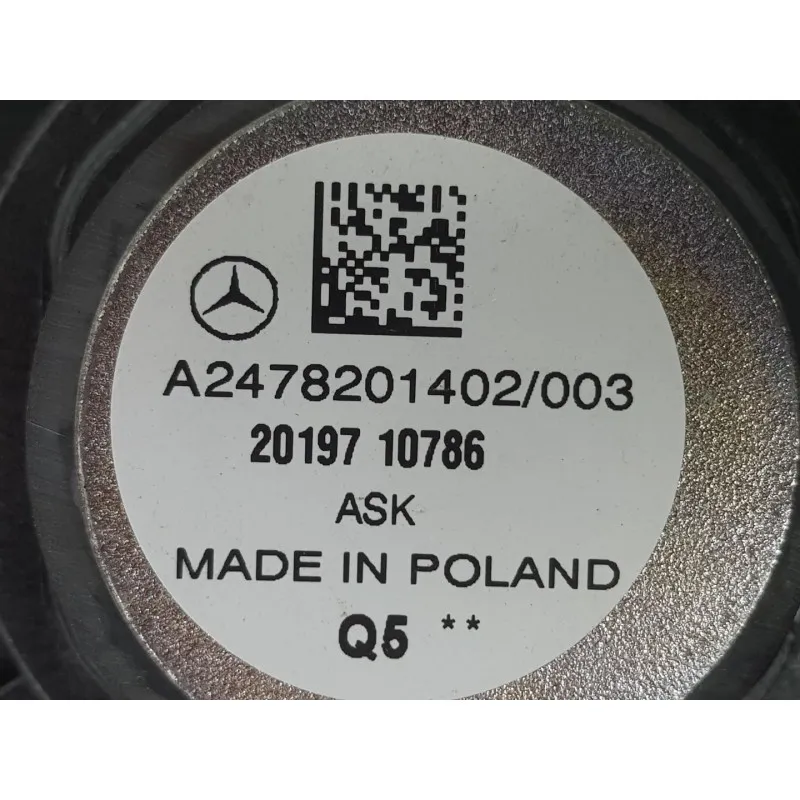 A2478201402/003
20197 10786
ASK
MADE IN POLAND
Q5 **